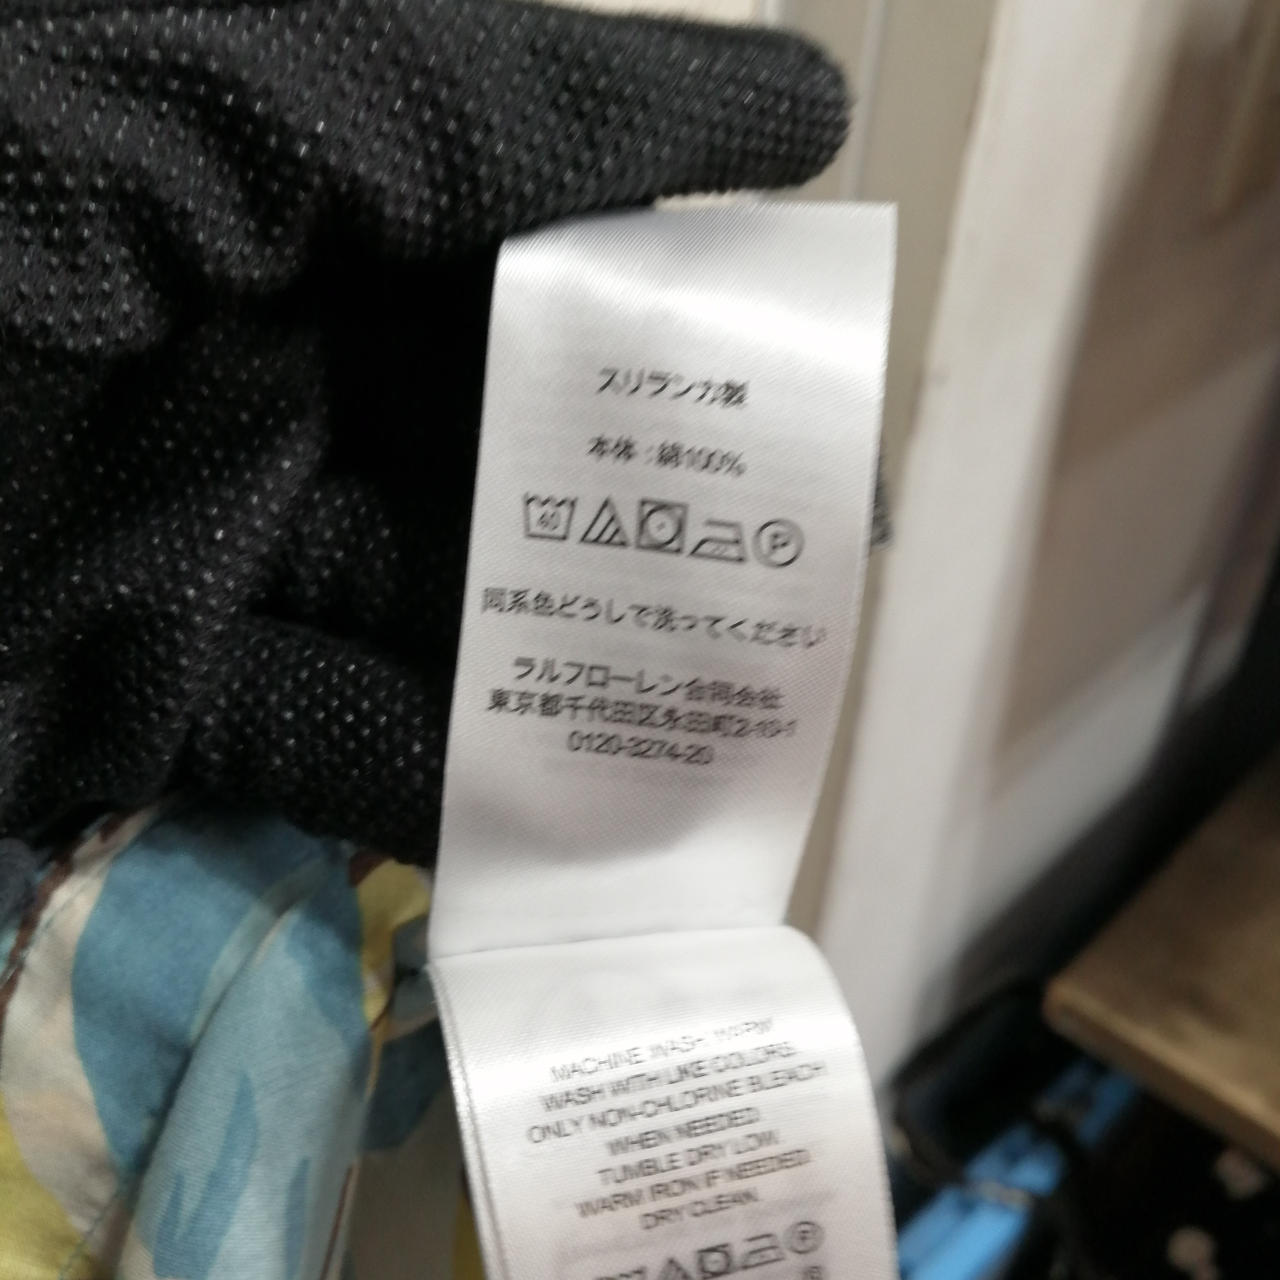 スリランカ製
本体:綿100%
40
P
同系色どうしで洗ってください
ラルフローレン合同会社
東京都千代田区永田町2-10-1
0120-3274-20
MACHINE WASH WARM
WASH WITH LIKE COLORS.
ONLY NON-CHLORINE BLEACH
WHEN NEEDED.
TUMBLE DRY LOW.
WARM IRON IF NEEDED.
DRY CLEAN.
P